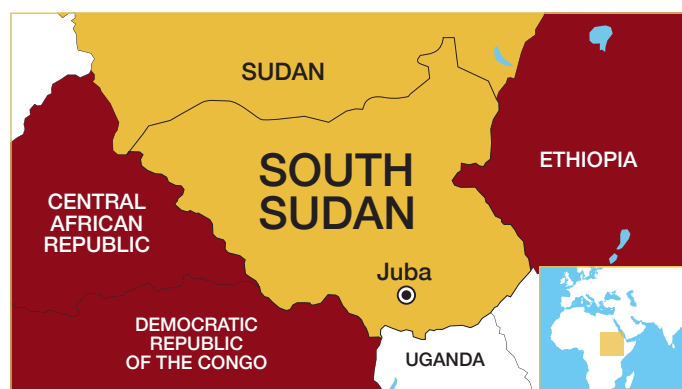 SUDAN
SOUTH
SUDAN
ETHIOPIA
CENTRAL
AFRICAN
REPUBLIC
Juba
DEMOCRATIC
REPUBLIC
OF THE CONGO
UGANDA